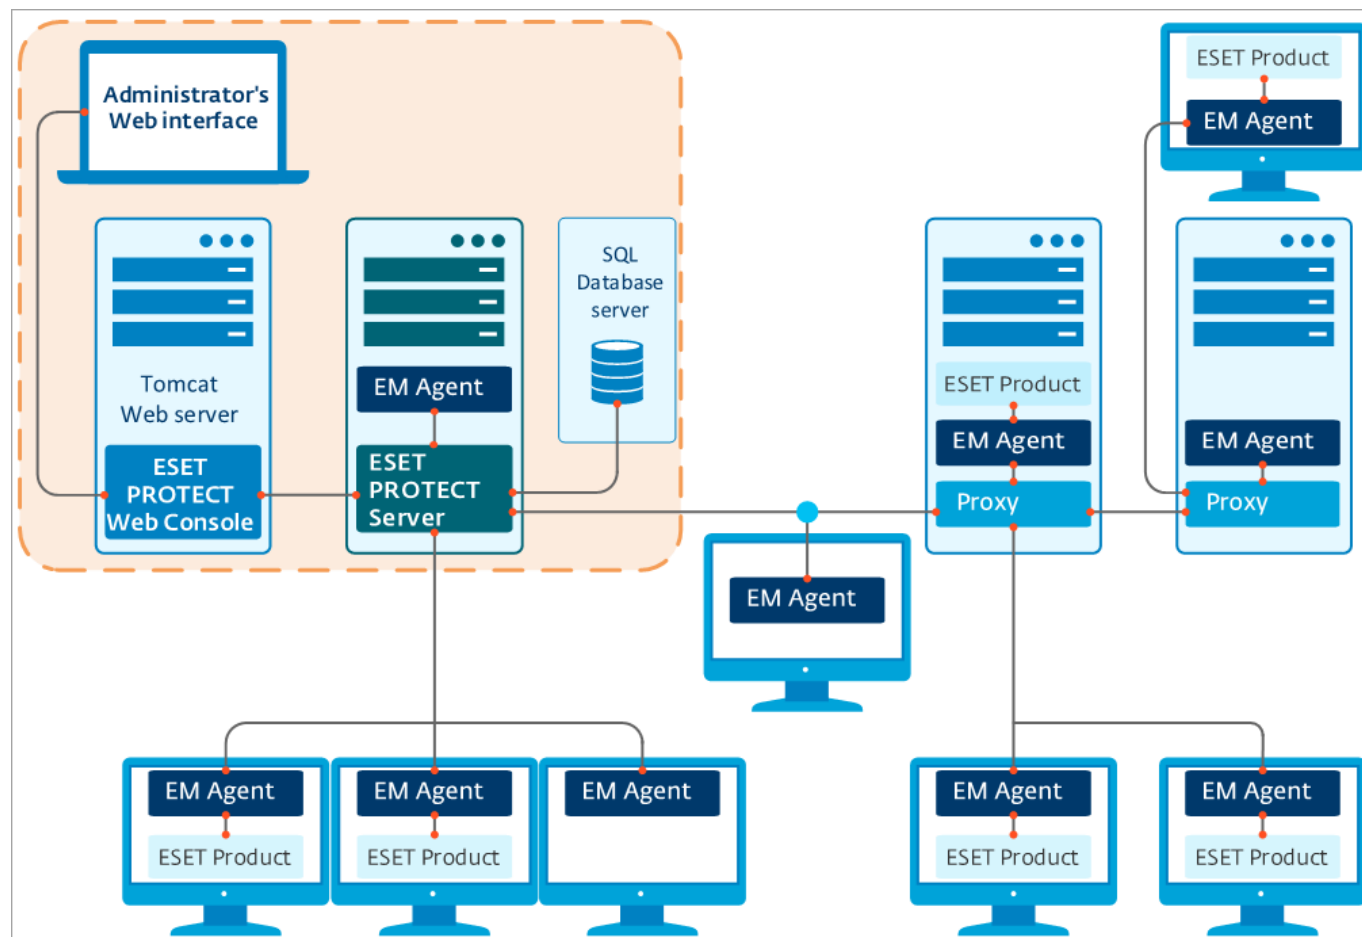 Administrator's
Web interface
ESET Product
EM Agent
SQL
Database
server
Tomcat
Web server
EM Agent
ESET Product
EM Agent
EM Agent
ESET
PROTECT
Web Console
ESET
PROTECT
Server
Proxy
Proxy
EM Agent
EM Agent
EM Agent
EM Agent
EM Agent
EM Agent
ESET Product
ESET Product
ESET Product
ESET Product